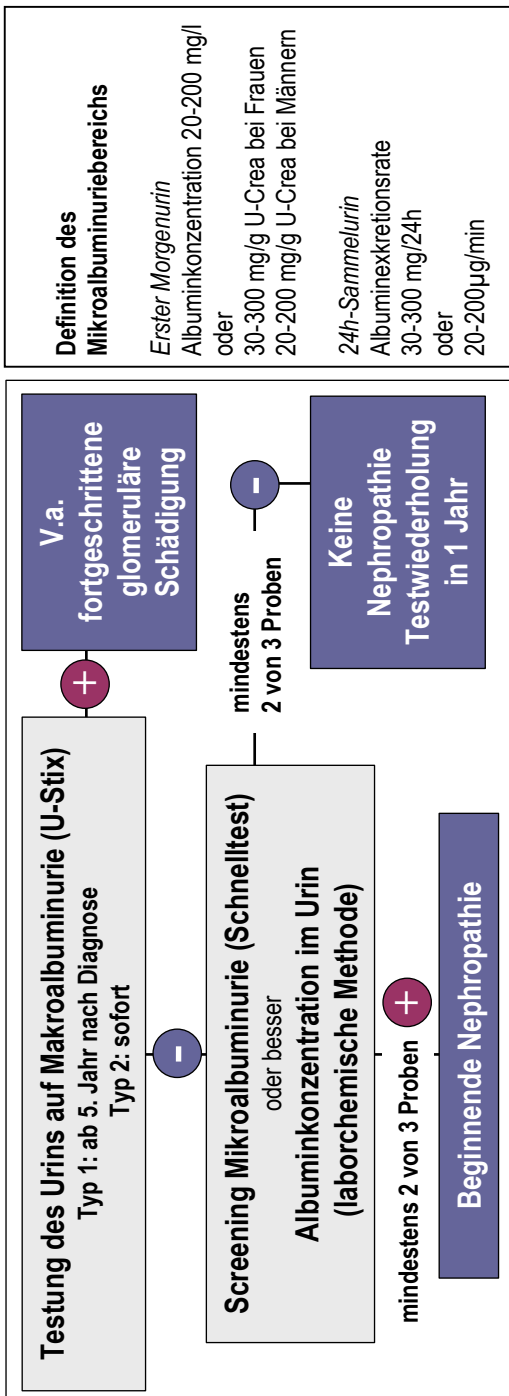 Testung des Urins auf Makroalbuminurie (U-Stix)
Typ 1: ab 5. Jahr nach Diagnose
Typ 2: sofort
+
V.a.
fortgeschrittene
glomeruläre
Schädigung
-
Screening Mikroalbuminurie (Schnelltest)
oder besser
Albuminkonzentration im Urin
(laborchemische Methode)
mindestens
2 von 3 Proben
-
Keine
Nephropathie
Testwiederholung
in 1 Jahr
mindestens 2 von 3 Proben
+
Beginnende Nephropathie
Definition des
Mikroalbuminuriebereichs
Erster Morgenurin
Albuminkonzentration 20-200 mg/l
oder
30-300 mg/g U-Crea bei Frauen
20-200 mg/g U-Crea bei Männern
24h-Sammelurin
Albuminexkretionsrate
30-300 mg/24h
oder
20-200µg/min